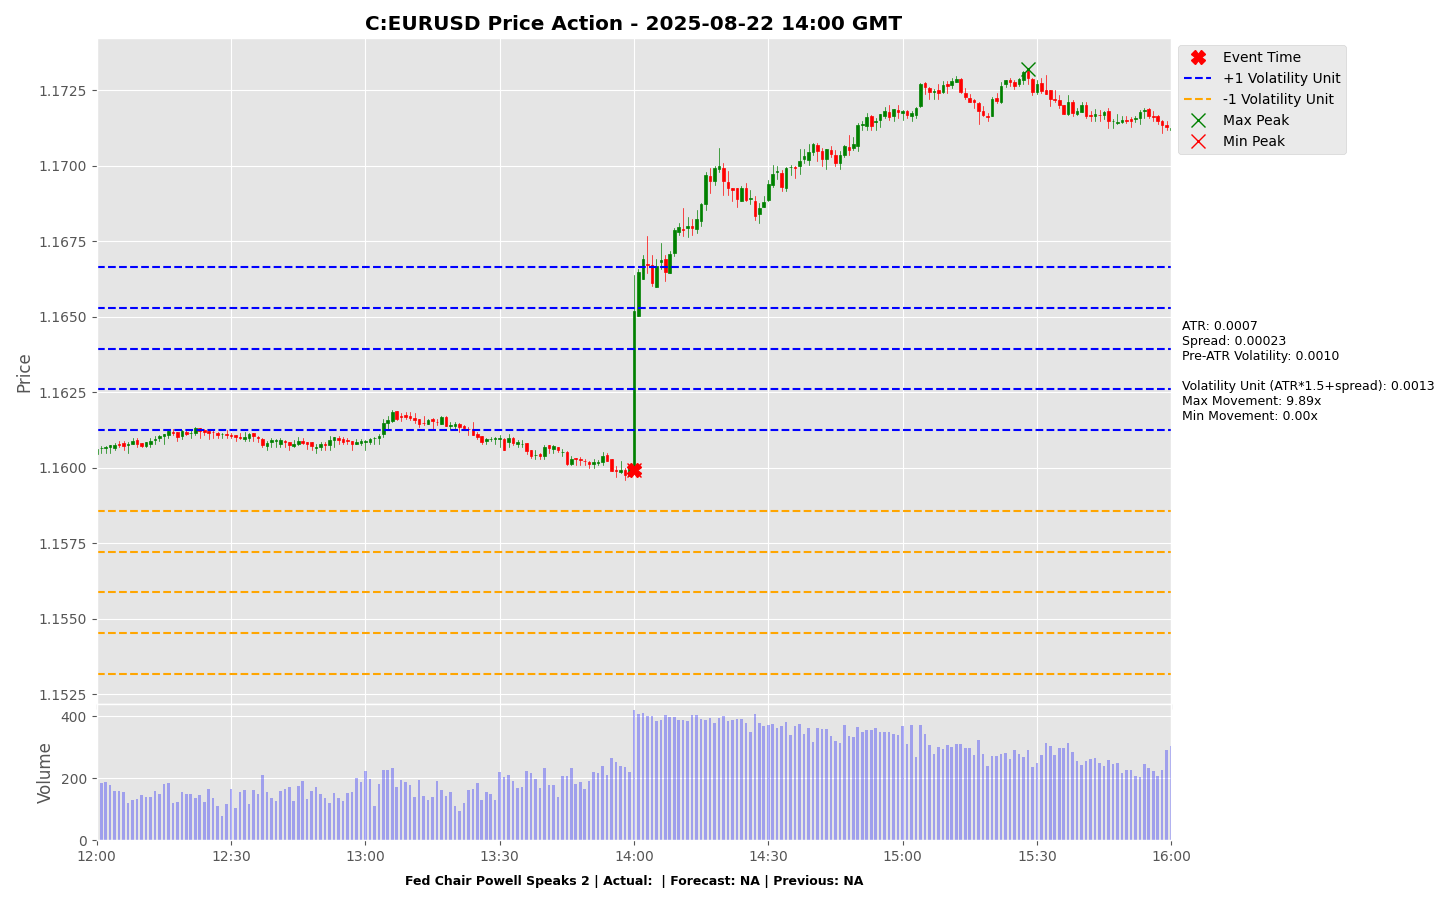 C:EURUSD Price Action - 2025-08-22 14:00 GMT
Event Time
+1 Volatility Unit
-1 Volatility Unit
Max Peak
Min Peak
Price
1.1725
1.1700
1.1675
1.1650
1.1625
1.1600
1.1575
1.1550
1.1525
ATR: 0.0007
Spread: 0.00023
Pre-ATR Volatility: 0.0010
Volatility Unit (ATR*1.5+spread): 0.0013
Max Movement: 9.89x
Min Movement: 0.00x
Volume
400
200
0
12:00 12:30 13:00 13:30 14:00 14:30 15:00 15:30 16:00
Fed Chair Powell Speaks 2 | Actual:  | Forecast: NA | Previous: NA